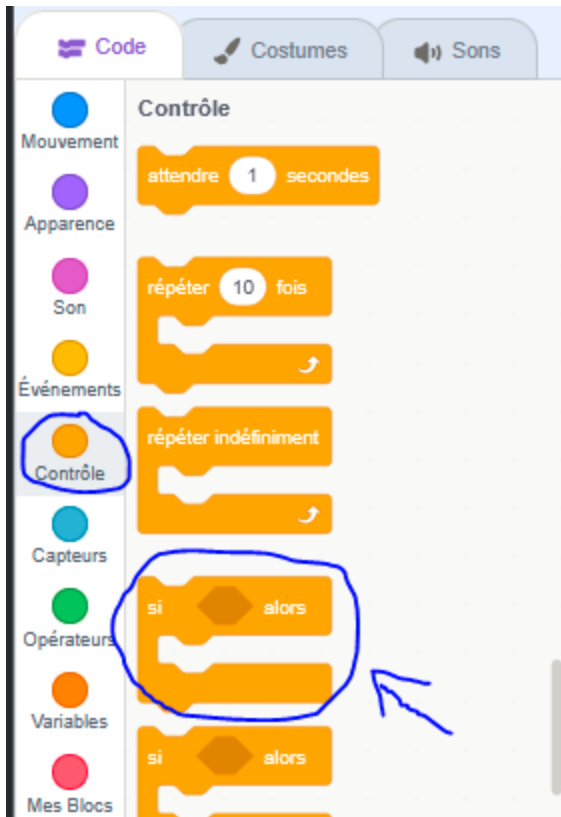 Code Costumes Sons
Mouvement
Apparence
Son
Événements
Contrôle
Capteurs
Opérateurs
Variables
Mes Blocs
Contrôle
attendre 1 secondes
répéter 10 fois
répéter indéfiniment
si alors
si alors